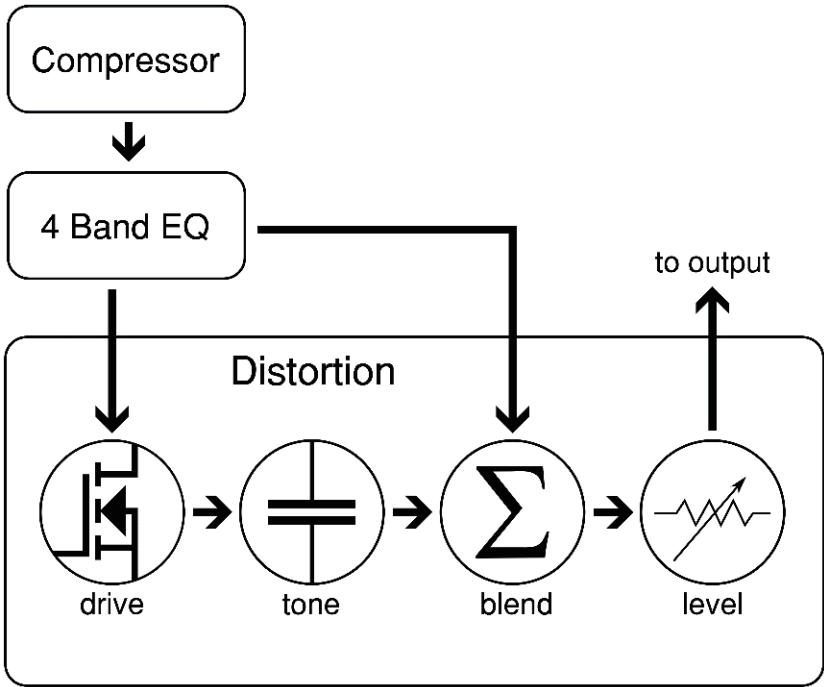 Compressor
4 Band EQ
to output
Distortion
Σ
drive
tone
blend
level